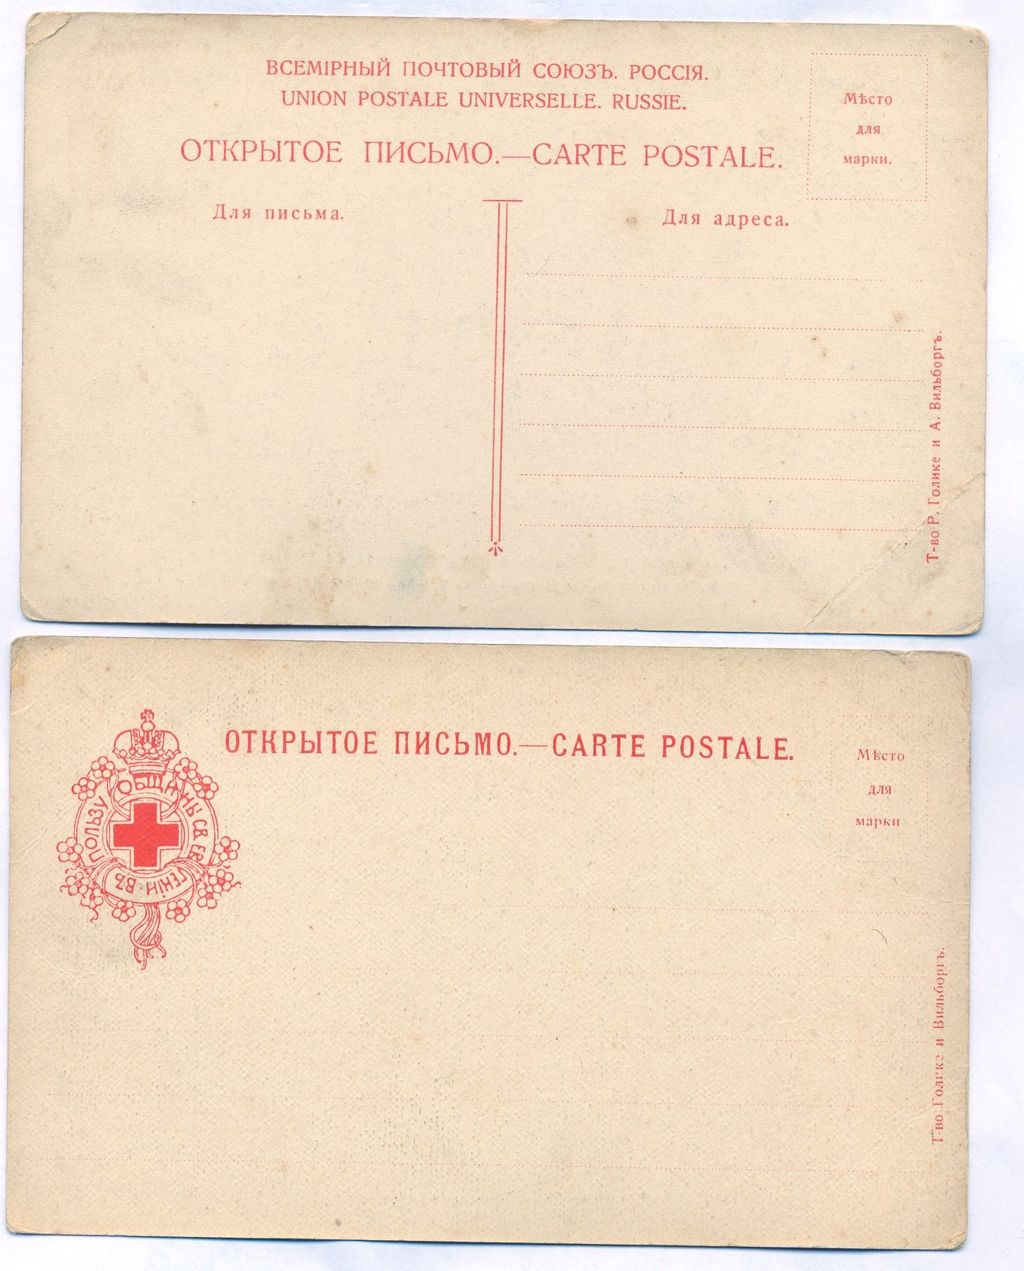 ВСЕМІРНЫЙ ПОЧТОВЫЙ СОЮЗЪ. РОССІЯ.
UNION POSTALE UNIVERSELLE. RUSSIE.
ОТКРЫТОЕ ПИСЬМО.—CARTE POSTALE.
Мѣсто
для
марки.
Для письма.
Для адреса.
Т-во Р. Голике и А. Вильборгъ.
ОТКРЫТОЕ ПИСЬМО.—CARTE POSTALE.
Мѣсто
для
марки
ВЪ ПОЛЬЗУ ОБЩИНЫ СВ. ЕВГЕНІИ
Т-во Голике и Вильборгъ.